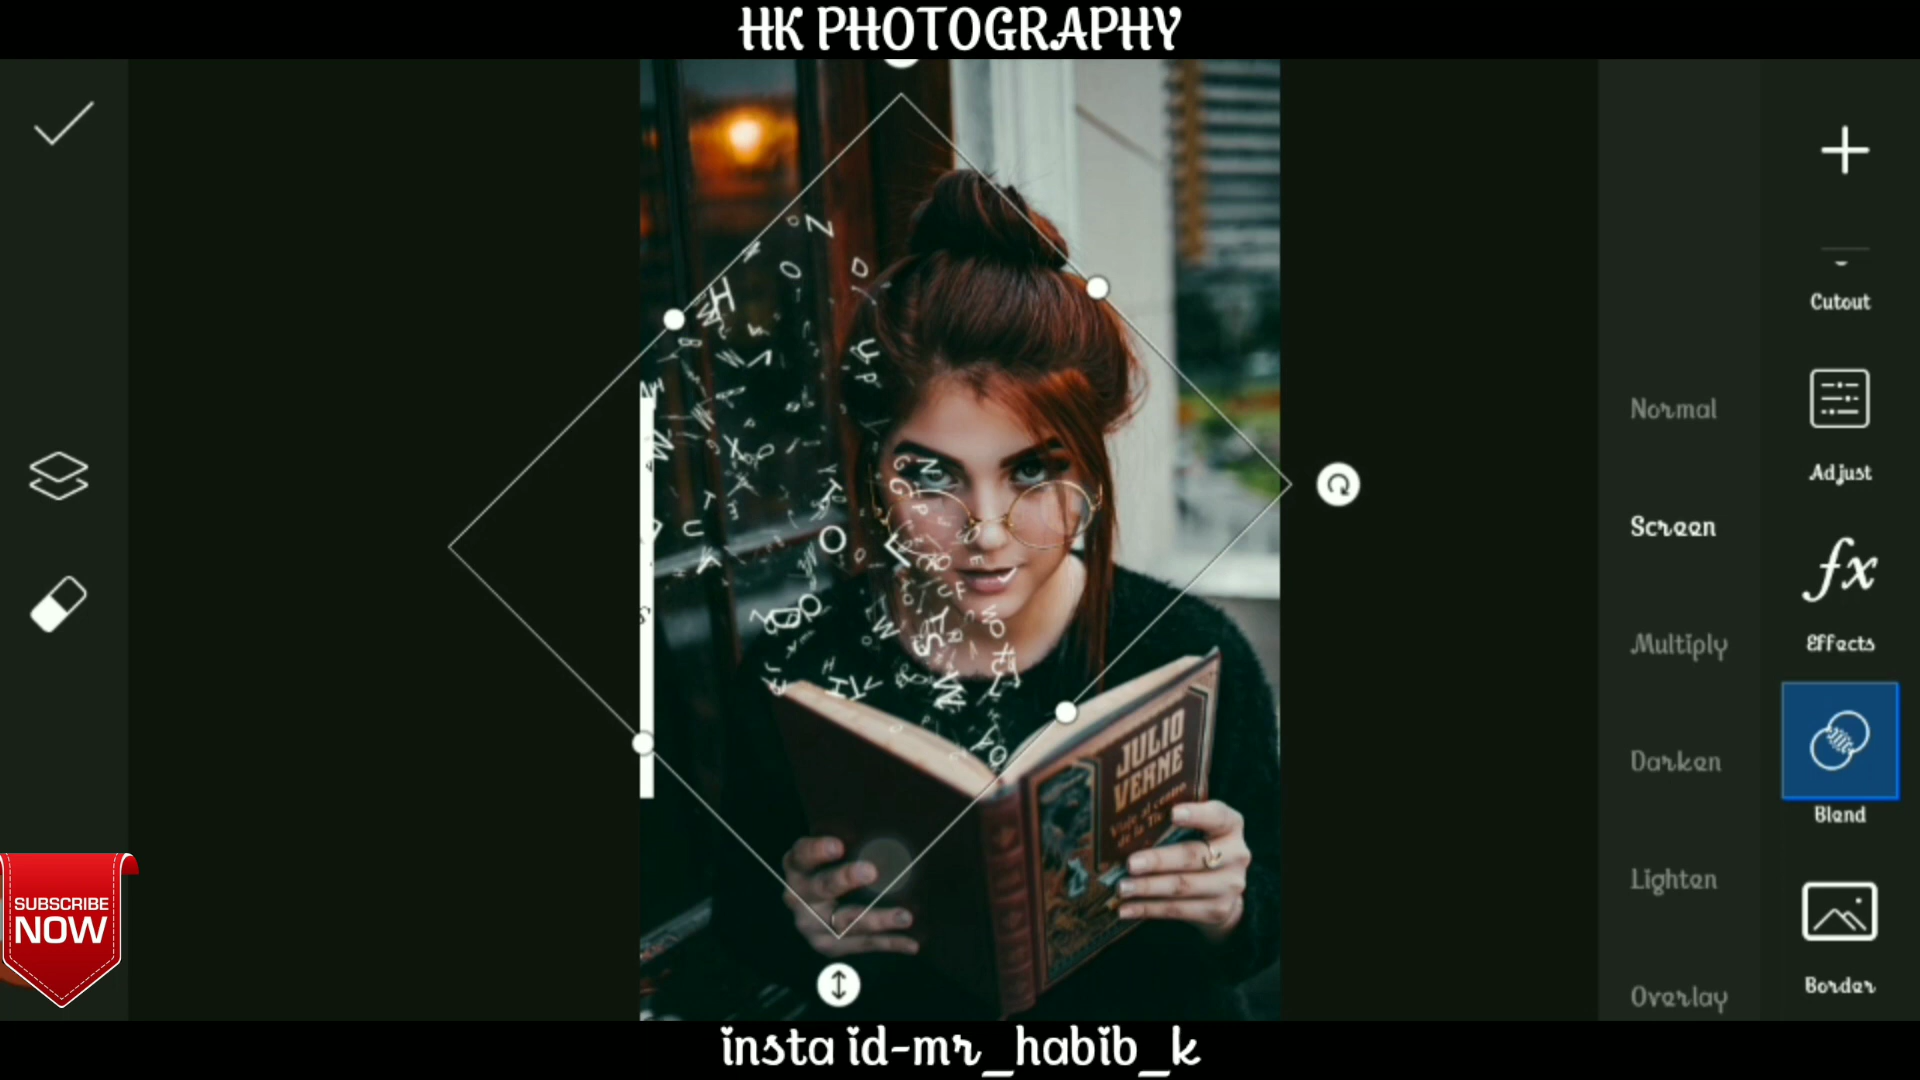 HK PHOTOGRAPHY
Cutout
Adjust
fx
Effects
Blend
Border
Normal
Screen
Multiply
Darken
Lighten
Overlay
JULIO
VERNE
SUBSCRIBE
NOW
insta id-mr_habib_k